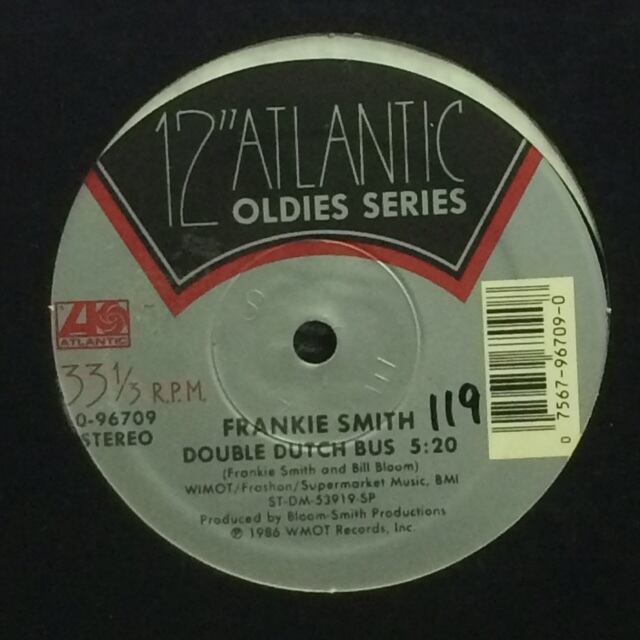 12" ATLANTIC
OLDIES SERIES
ATLANTIC
33 1/3 R.P.M.
0-96709
STEREO
0 7567-96709-0
FRANKIE SMITH 119
DOUBLE DUTCH BUS 5:20
(Frankie Smith and Bill Bloom)
WIMOT/Frashon/Supermarket Music, BMI
ST-DM-53919-SP
Produced by Bloom-Smith Productions
℗ 1986 WMOT Records, Inc.